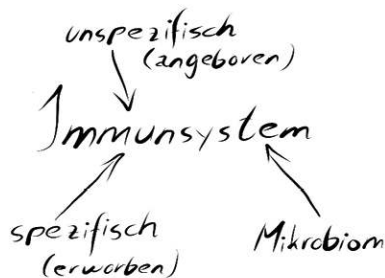 unspezifisch
(angeboren)
Immunsystem
spezifisch
(erworben)
Mikrobiom